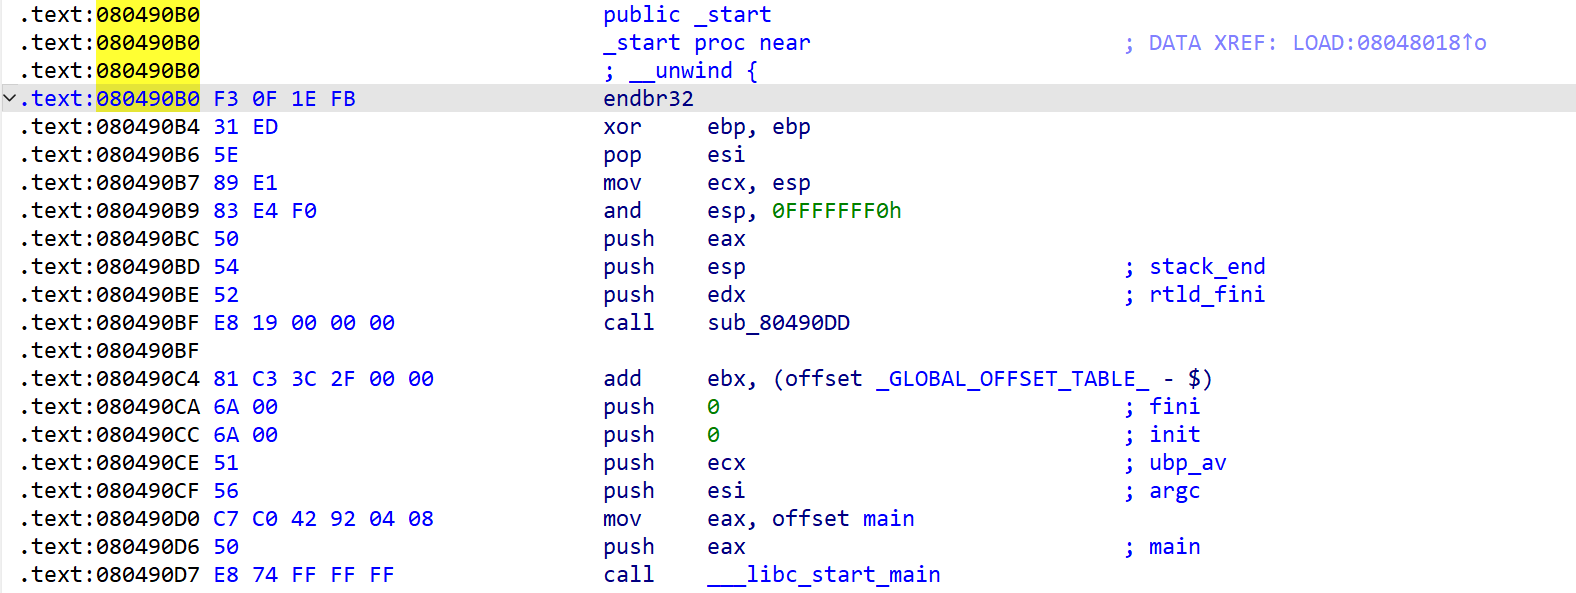 .text:080490B0 public _start
.text:080490B0 _start proc near ; DATA XREF: LOAD:08048018↑o
.text:080490B0 ; __unwind {
.text:080490B0 F3 0F 1E FB endbr32
.text:080490B4 31 ED xor ebp, ebp
.text:080490B6 5E pop esi
.text:080490B7 89 E1 mov ecx, esp
.text:080490B9 83 E4 F0 and esp, 0FFFFFFF0h
.text:080490BC 50 push eax
.text:080490BD 54 push esp ; stack_end
.text:080490BE 52 push edx ; rtld_fini
.text:080490BF E8 19 00 00 00 call sub_80490DD
.text:080490BF
.text:080490C4 81 C3 3C 2F 00 00 add ebx, (offset _GLOBAL_OFFSET_TABLE_ - $)
.text:080490CA 6A 00 push 0 ; fini
.text:080490CC 6A 00 push 0 ; init
.text:080490CE 51 push ecx ; ubp_av
.text:080490CF 56 push esi ; argc
.text:080490D0 C7 C0 42 92 04 08 mov eax, offset main
.text:080490D6 50 push eax ; main
.text:080490D7 E8 74 FF FF FF call ___libc_start_main